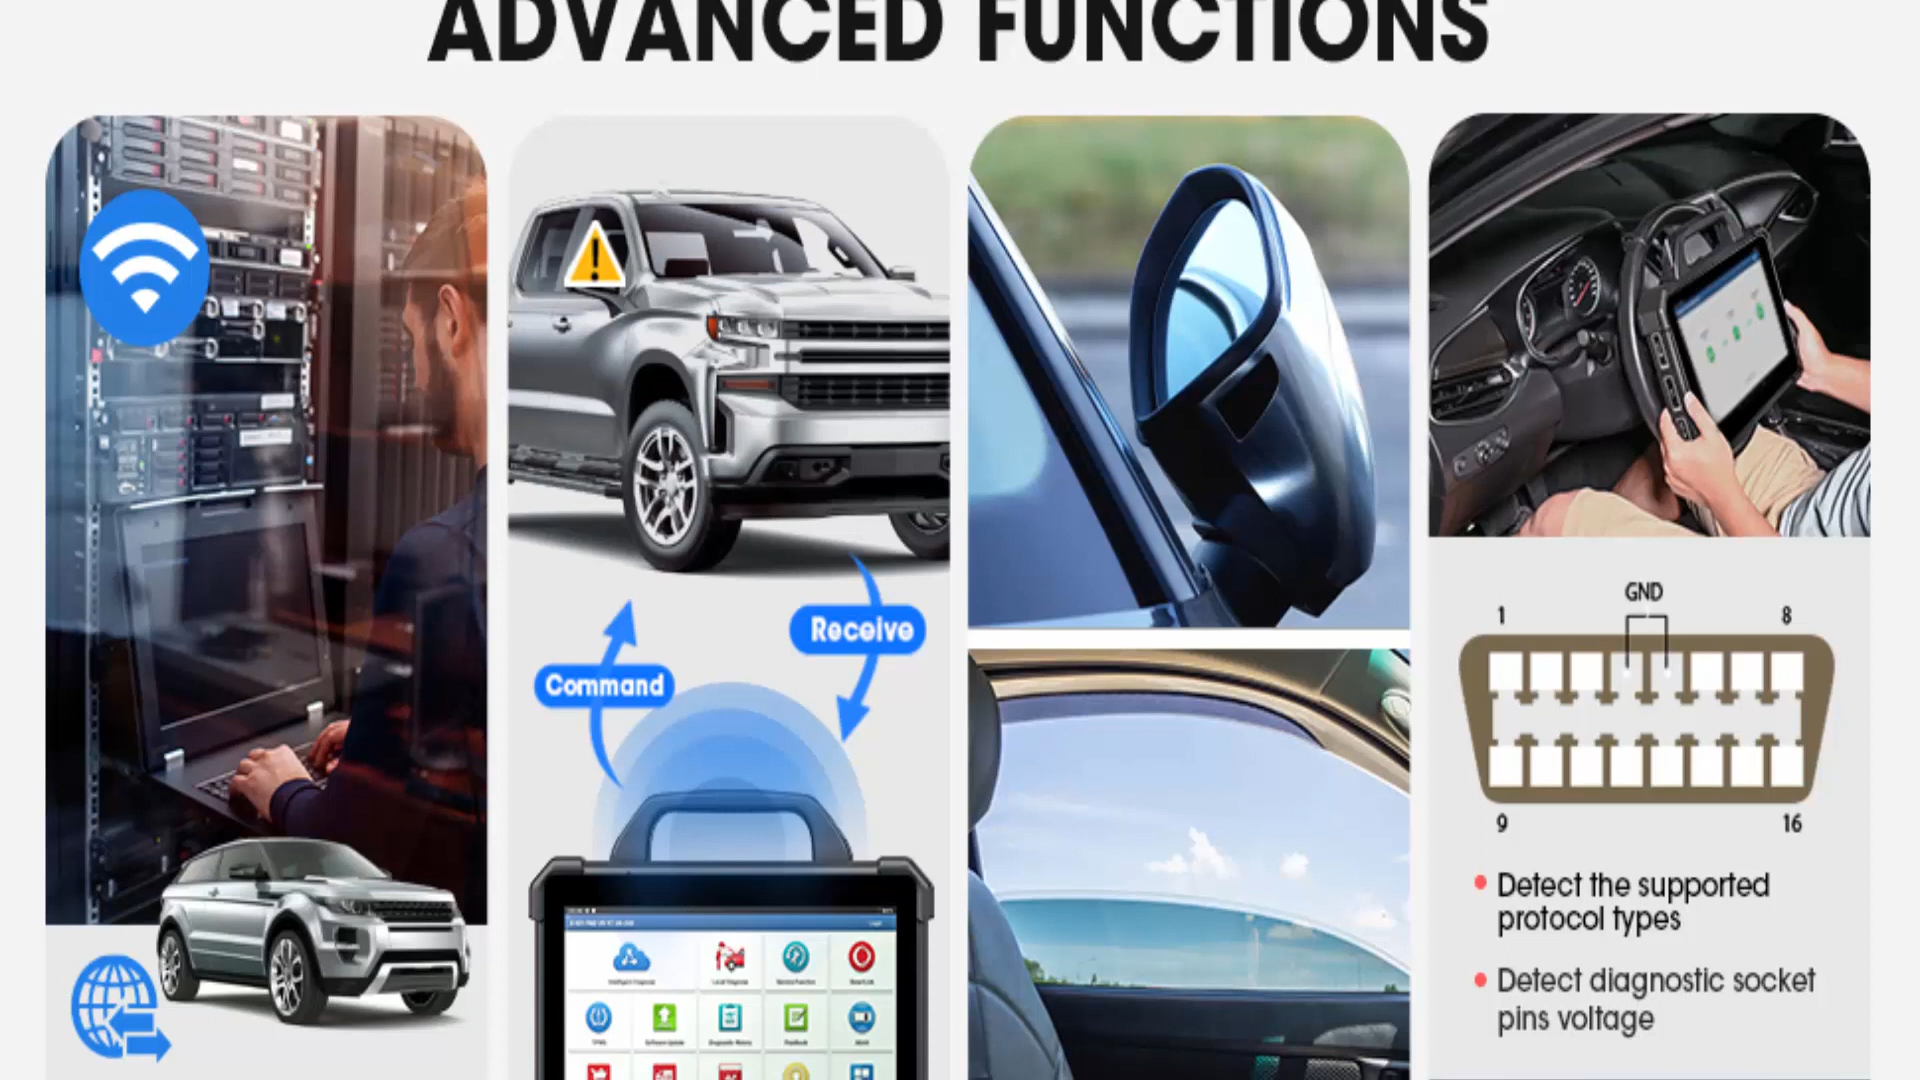 ADVANCED FUNCTIONS
Receive
Command
GND
1
8
9
16
Detect the supported
protocol types
Detect diagnostic socket
pins voltage